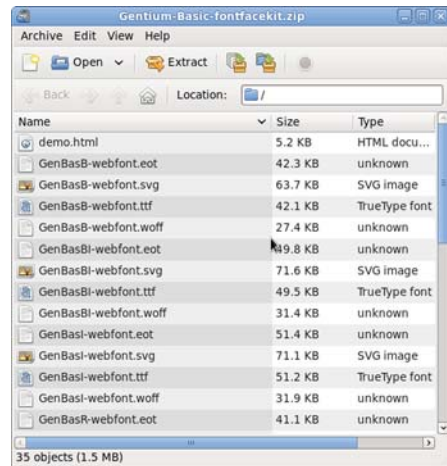 Gentium-Basic-fontfacekit.zip
Archive Edit View Help
Open Extract
Back Location: /
Name Size Type
demo.html 5.2 KB HTML docu...
GenBasB-webfont.eot 42.3 KB unknown
GenBasB-webfont.svg 63.7 KB SVG image
GenBasB-webfont.ttf 42.1 KB TrueType font
GenBasB-webfont.woff 27.4 KB unknown
GenBasBI-webfont.eot 49.8 KB unknown
GenBasBI-webfont.svg 71.6 KB SVG image
GenBasBI-webfont.ttf 49.5 KB TrueType font
GenBasBI-webfont.woff 31.4 KB unknown
GenBasI-webfont.eot 51.4 KB unknown
GenBasI-webfont.svg 71.1 KB SVG image
GenBasI-webfont.ttf 51.2 KB TrueType font
GenBasI-webfont.woff 31.9 KB unknown
GenBasR-webfont.eot 41.1 KB unknown
35 objects (1.5 MB)